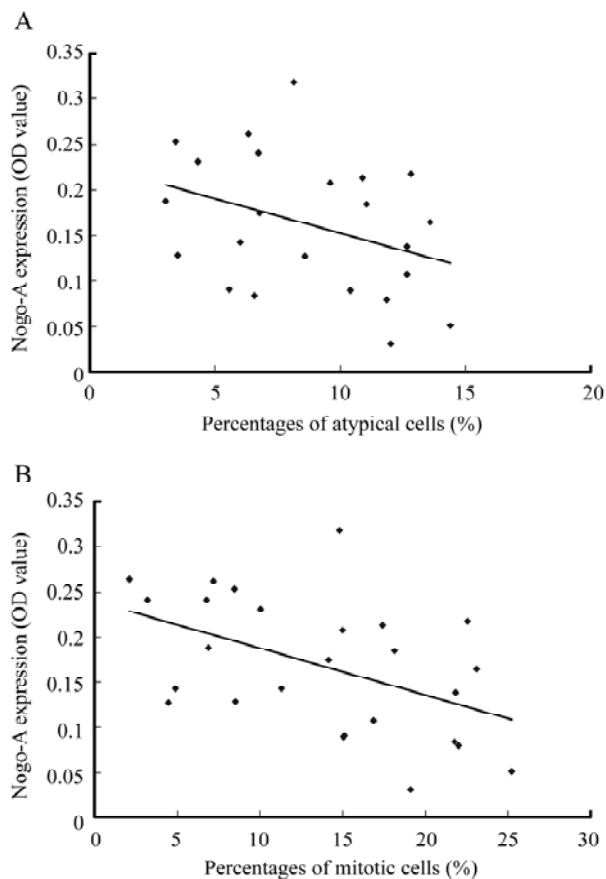 A
Nogo-A expression (OD value)
0.35
0.3
0.25
0.2
0.15
0.1
0.05
0
0 5 10 15 20
Percentages of atypical cells (%)
B
Nogo-A expression (OD value)
0.35
0.3
0.25
0.2
0.15
0.1
0.05
0
0 5 10 15 20 25 30
Percentages of mitotic cells (%)